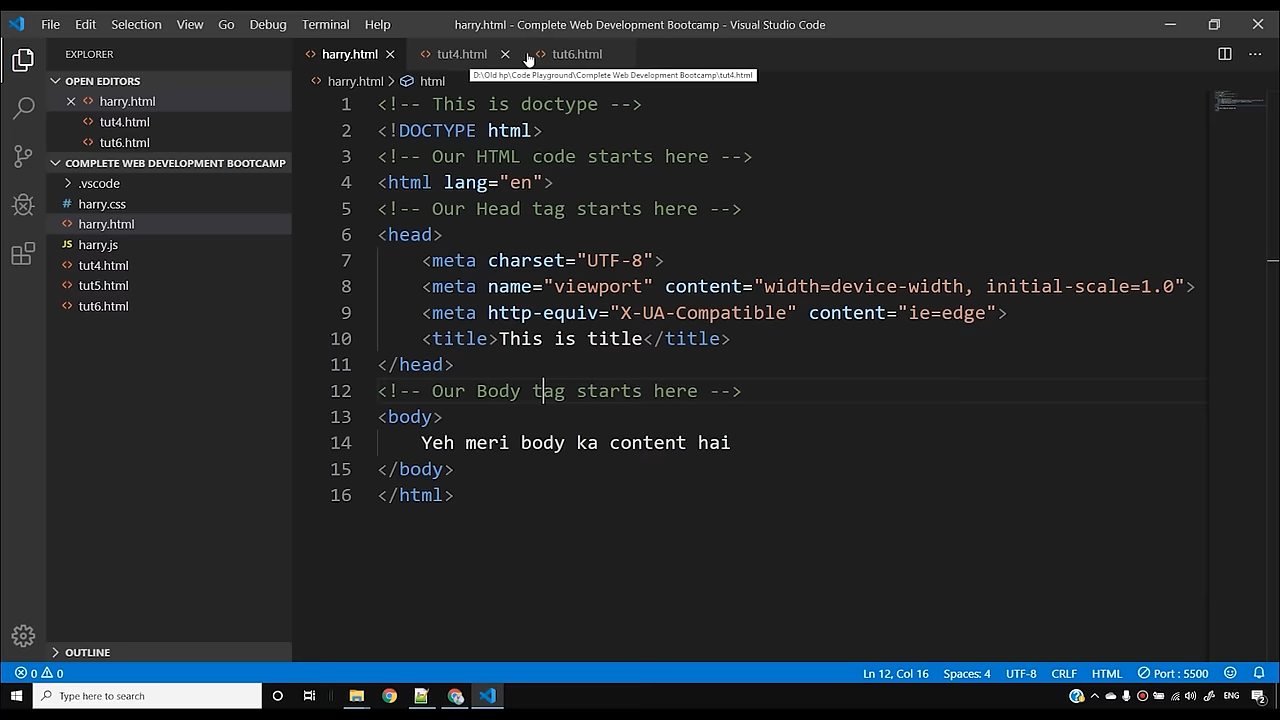 File Edit Selection View Go Debug Terminal Help harry.html - Complete Web Development Bootcamp - Visual Studio Code
EXPLORER
OPEN EDITORS
harry.html
tut4.html
tut6.html
COMPLETE WEB DEVELOPMENT BOOTCAMP
.vscode
# harry.css
harry.html
JS harry.js
tut4.html
tut5.html
tut6.html
OUTLINE
harry.html tut4.html tut6.html
D:\Old hp\Code Playground\Complete Web Development Bootcamp\tut4.html
harry.html > html
1 <!-- This is doctype -->
2 <!DOCTYPE html>
3 <!-- Our HTML code starts here -->
4 <html lang="en">
5 <!-- Our Head tag starts here -->
6 <head>
7 <meta charset="UTF-8">
8 <meta name="viewport" content="width=device-width, initial-scale=1.0">
9 <meta http-equiv="X-UA-Compatible" content="ie=edge">
10 <title>This is title</title>
11 </head>
12 <!-- Our Body tag starts here -->
13 <body>
14 Yeh meri body ka content hai
15 </body>
16 </html>
0 0 Ln 12, Col 16 Spaces: 4 UTF-8 CRLF HTML Port : 5500
Type here to search ENG 2